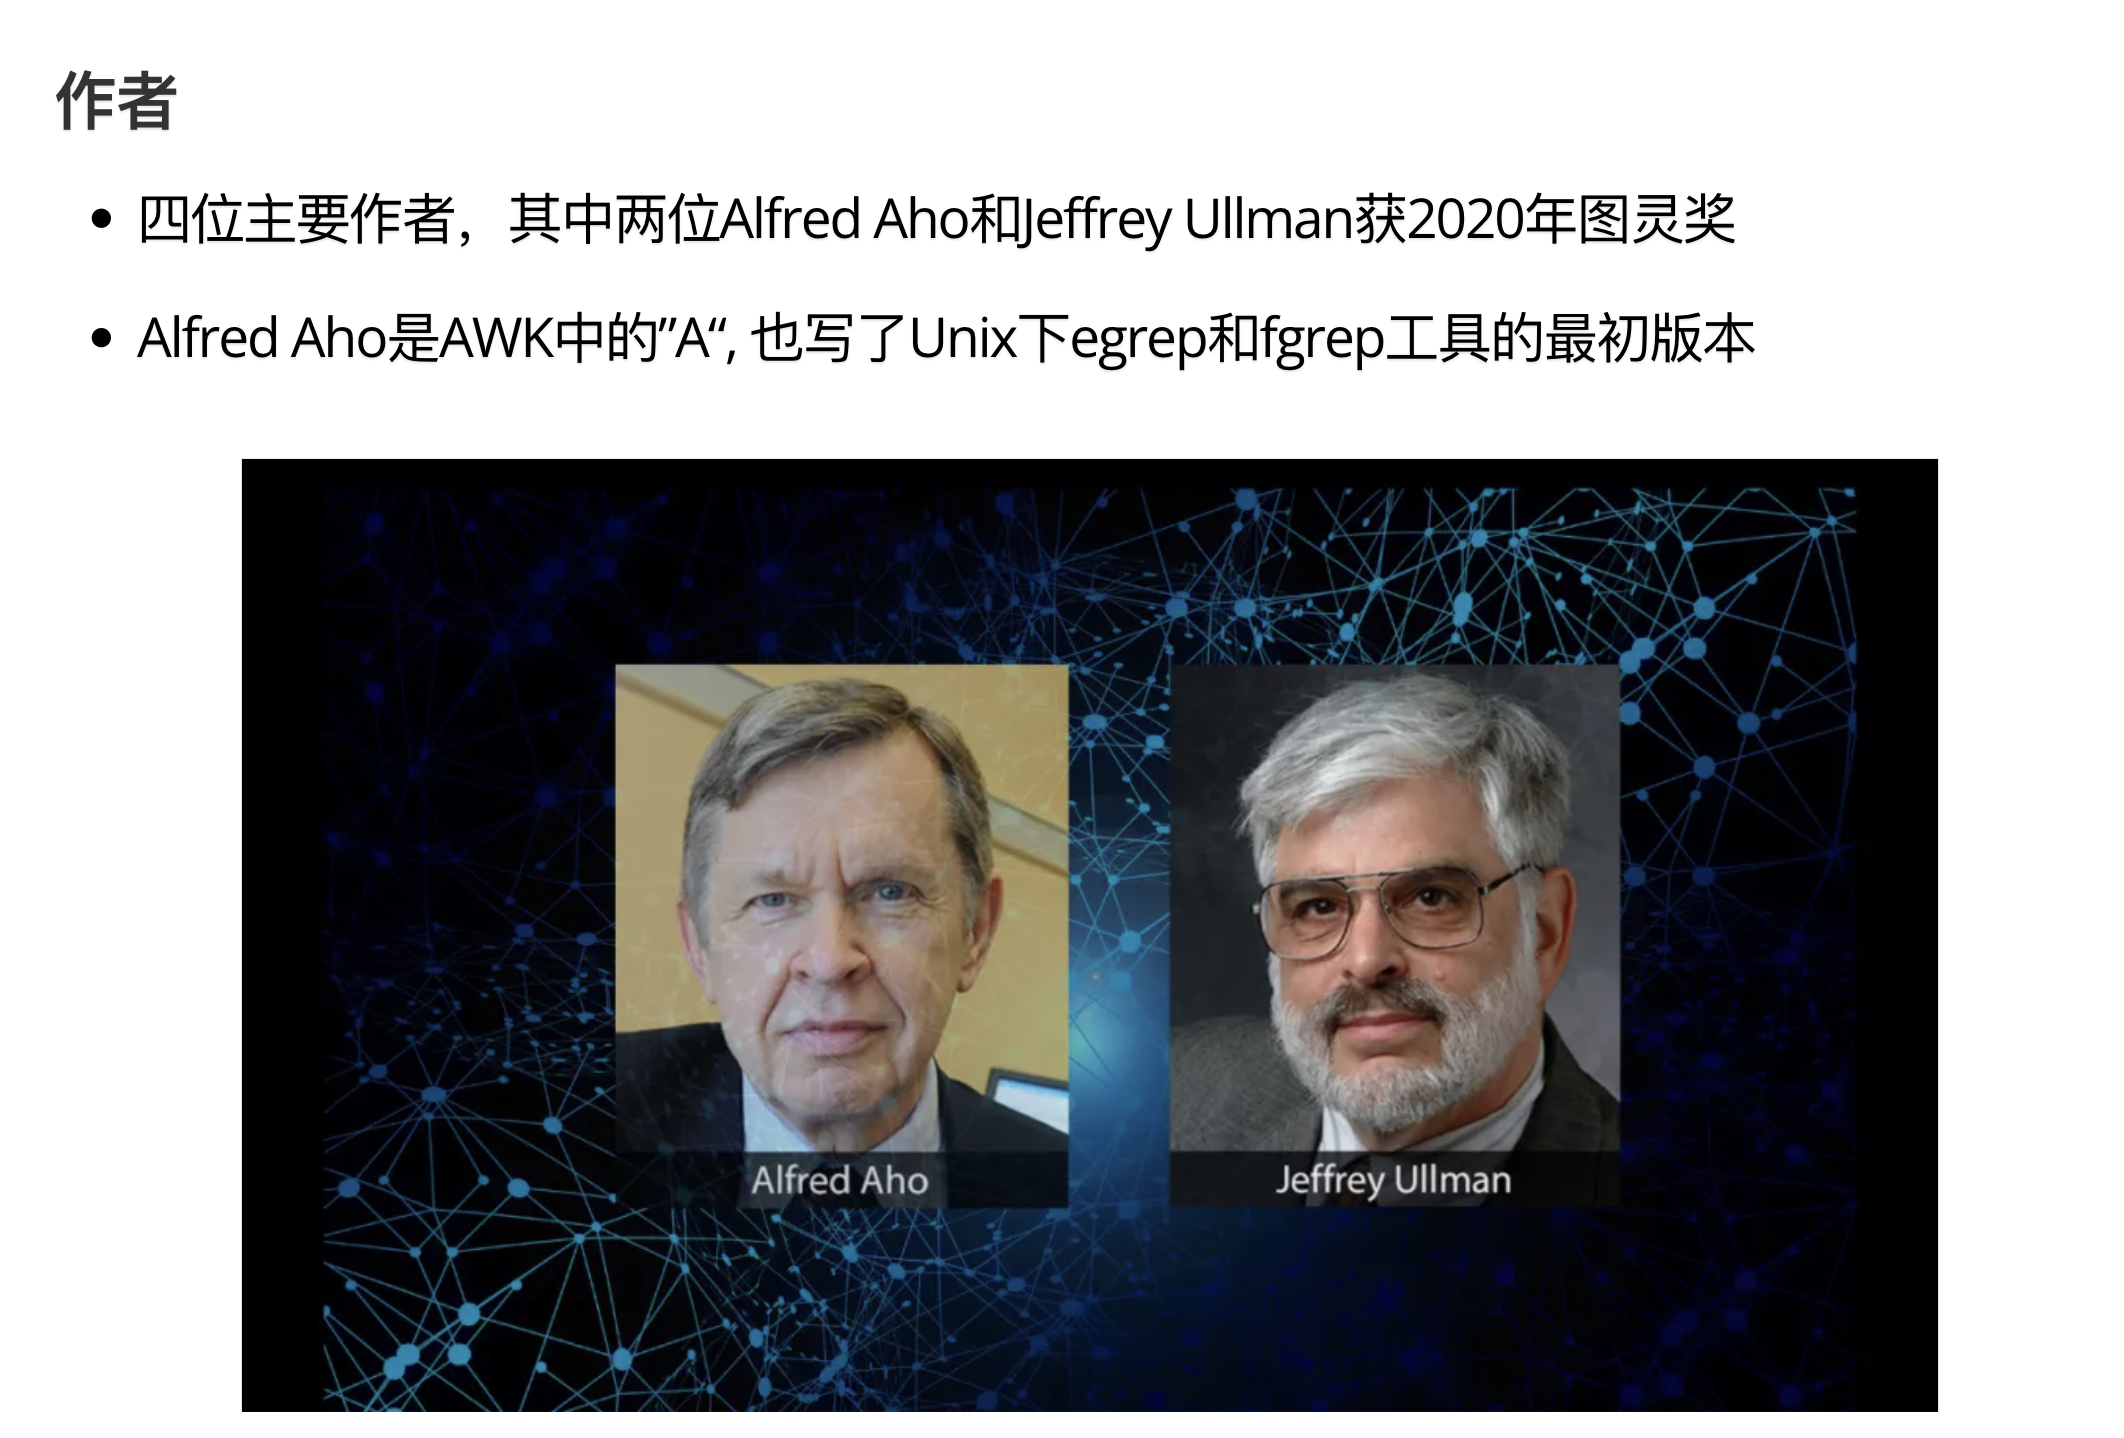 作者
四位主要作者，其中两位Alfred Aho和Jeffrey Ullman获2020年图灵奖
Alfred Aho是AWK中的”A“, 也写了Unix下egrep和fgrep工具的最初版本
Alfred Aho
Jeffrey Ullman